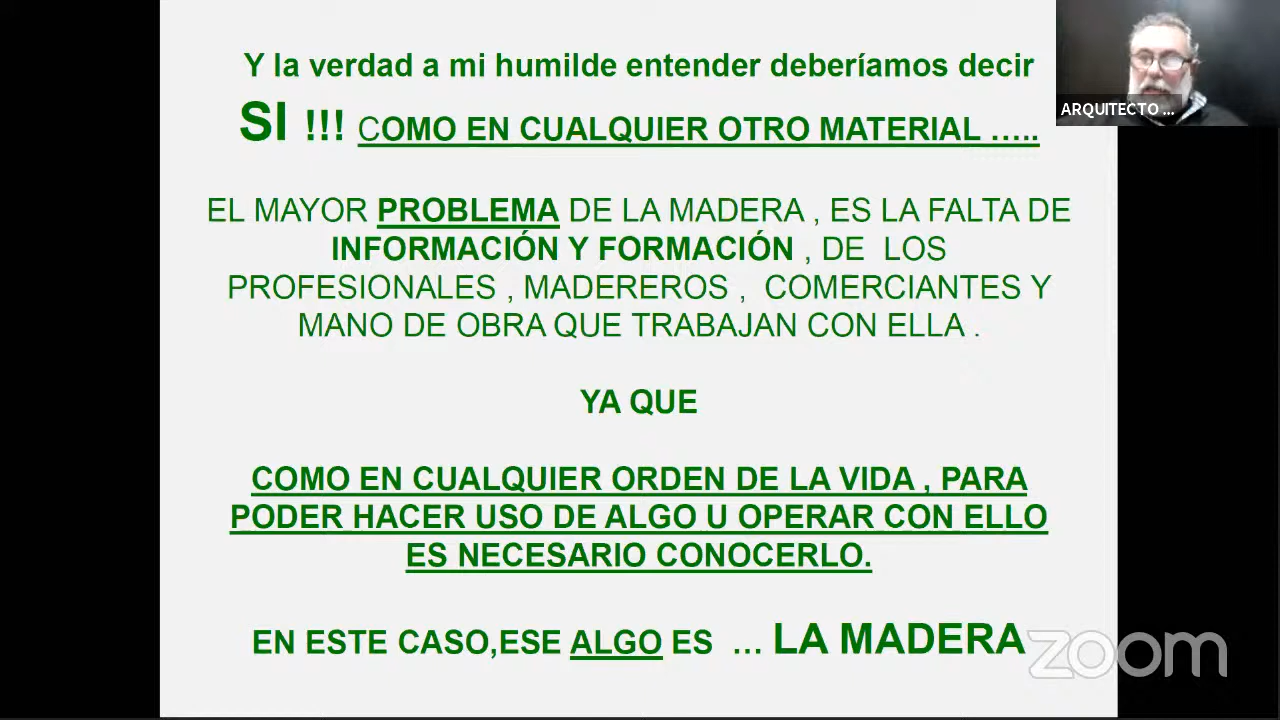 Y la verdad a mi humilde entender deberíamos decir
SI !!! COMO EN CUALQUIER OTRO MATERIAL …..
EL MAYOR PROBLEMA DE LA MADERA , ES LA FALTA DE
INFORMACIÓN Y FORMACIÓN , DE LOS
PROFESIONALES , MADEREROS , COMERCIANTES Y
MANO DE OBRA QUE TRABAJAN CON ELLA .
YA QUE
COMO EN CUALQUIER ORDEN DE LA VIDA , PARA
PODER HACER USO DE ALGO U OPERAR CON ELLO
ES NECESARIO CONOCERLO.
EN ESTE CASO,ESE ALGO ES … LA MADERA
ARQUITECTO ...
zoom